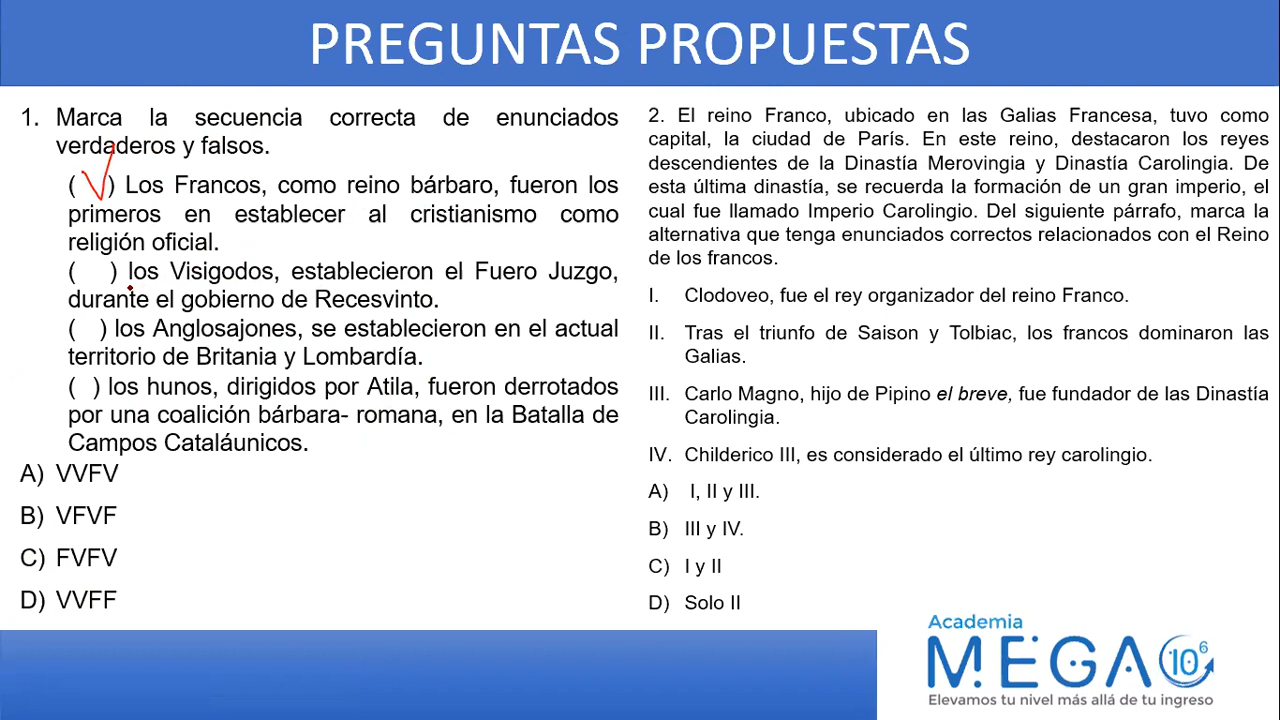 PREGUNTAS PROPUESTAS
1. Marca la secuencia correcta de enunciados
verdaderos y falsos.
( V ) Los Francos, como reino bárbaro, fueron los
primeros en establecer al cristianismo como
religión oficial.
( ) los Visigodos, establecieron el Fuero Juzgo,
durante el gobierno de Recesvinto.
( ) los Anglosajones, se establecieron en el actual
territorio de Britania y Lombardía.
( ) los hunos, dirigidos por Atila, fueron derrotados
por una coalición bárbara- romana, en la Batalla de
Campos Cataláunicos.
A) VVFV
B) VFVF
C) FVFV
D) VVFF
2. El reino Franco, ubicado en las Galias Francesa, tuvo como
capital, la ciudad de París. En este reino, destacaron los reyes
descendientes de la Dinastía Merovingia y Dinastía Carolingia. De
esta última dinastía, se recuerda la formación de un gran imperio, el
cual fue llamado Imperio Carolingio. Del siguiente párrafo, marca la
alternativa que tenga enunciados correctos relacionados con el Reino
de los francos.
I. Clodoveo, fue el rey organizador del reino Franco.
II. Tras el triunfo de Saison y Tolbiac, los francos dominaron las
Galias.
III. Carlo Magno, hijo de Pipino el breve, fue fundador de las Dinastía
Carolingia.
IV. Childerico III, es considerado el último rey carolingio.
A) I, II y III.
B) III y IV.
C) I y II
D) Solo II
Academia
MEGA 10⁶
Elevamos tu nivel más allá de tu ingreso